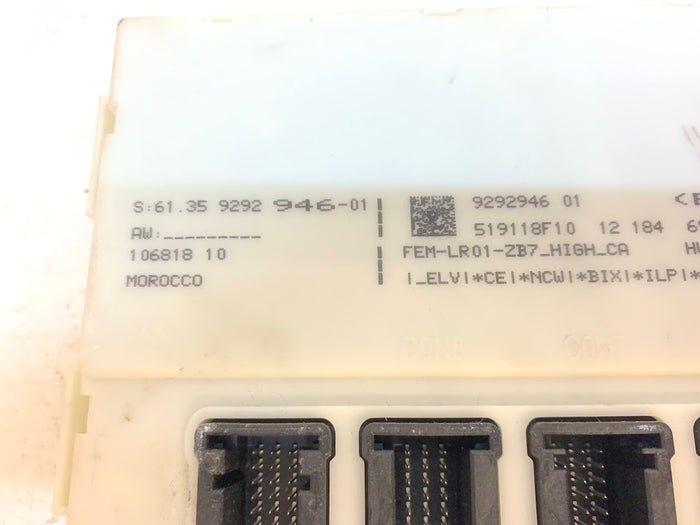 S:61.35 9292 946-01
AW:_________
106818 10
MOROCCO
9292946 01
519118F10 12 184
FEM-LR01-ZB7_HIGH_CA
|_ELV|*CE|*NCW|*BIX|*ILP|*